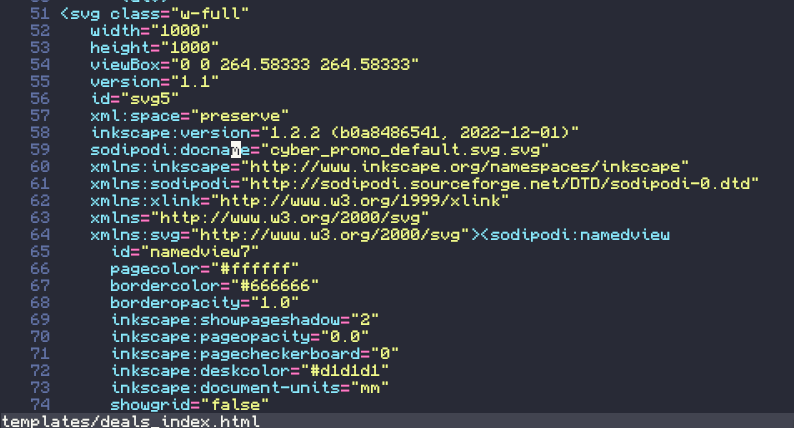 51 <svg class="w-full"
52 width="1000"
53 height="1000"
54 viewBox="0 0 264.58333 264.58333"
55 version="1.1"
56 id="svg5"
57 xml:space="preserve"
58 inkscape:version="1.2.2 (b0a8486541, 2022-12-01)"
59 sodipodi:docname="cyber_promo_default.svg.svg"
60 xmlns:inkscape="http://www.inkscape.org/namespaces/inkscape"
61 xmlns:sodipodi="http://sodipodi.sourceforge.net/DTD/sodipodi-0.dtd"
62 xmlns:xlink="http://www.w3.org/1999/xlink"
63 xmlns="http://www.w3.org/2000/svg"
64 xmlns:svg="http://www.w3.org/2000/svg"><sodipodi:namedview
65 id="namedview7"
66 pagecolor="#ffffff"
67 bordercolor="#666666"
68 borderopacity="1.0"
69 inkscape:showpageshadow="2"
70 inkscape:pageopacity="0.0"
71 inkscape:pagecheckerboard="0"
72 inkscape:deskcolor="#d1d1d1"
73 inkscape:document-units="mm"
74 showgrid="false"
templates/deals_index.html